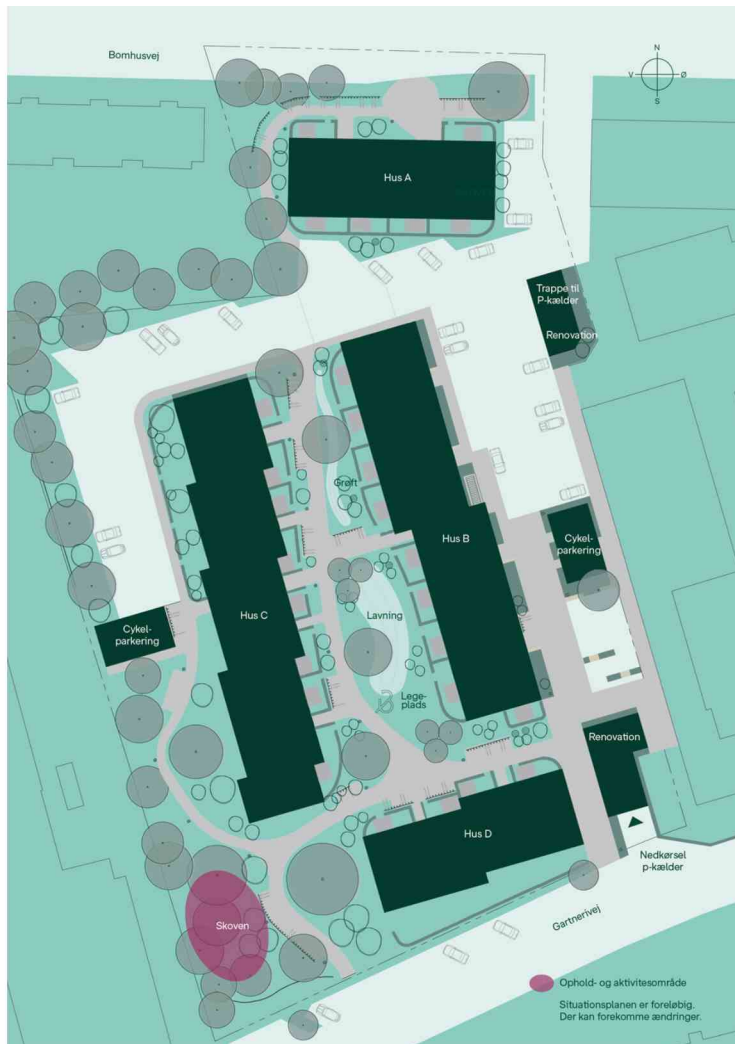 Bomhusvej
N
V Ø
S
Hus A
Trappe til
P-kælder
Renovation
Grøft
Hus B
Cykel-
parkering
Lavning
Hus C
Cykel-
parkering
Lege-
plads
Renovation
Hus D
Nedkørsel
p-kælder
Gartnerivej
Skoven
Ophold- og aktivitesområde
Situationsplanen er foreløbig.
Der kan forekomme ændringer.